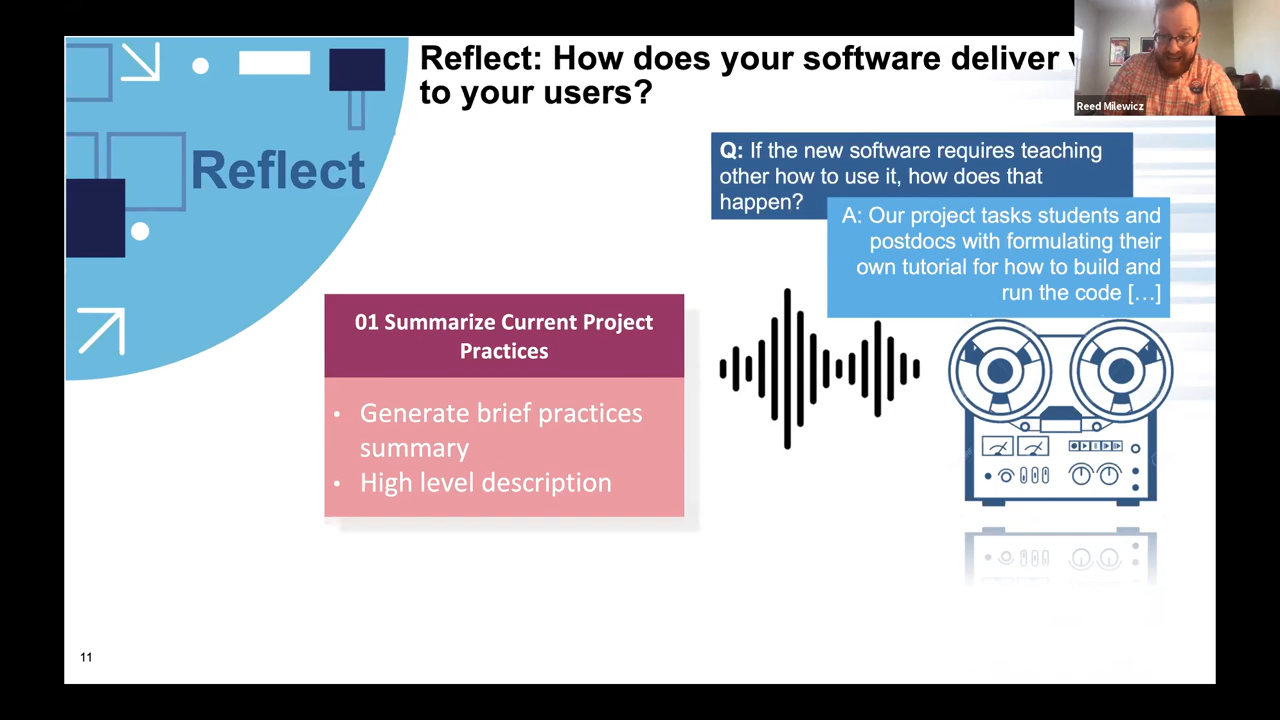 Reflect: How does your software deliver
to your users?
Reed Milewicz
Reflect
Q: If the new software requires teaching
other how to use it, how does that
happen?
A: Our project tasks students and
postdocs with formulating their
own tutorial for how to build and
run the code […]
01 Summarize Current Project
Practices
• Generate brief practices
summary
• High level description
11